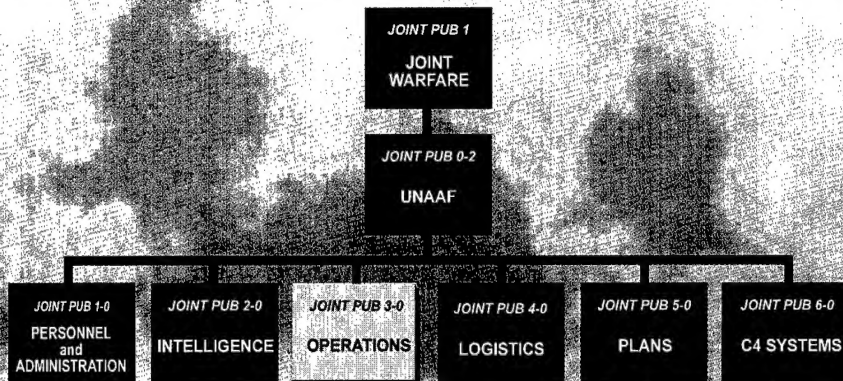 JOINT PUB 1
JOINT
WARFARE
JOINT PUB 0-2
UNAAF
JOINT PUB 1-0
PERSONNEL
and
ADMINISTRATION
JOINT PUB 2-0
INTELLIGENCE
JOINT PUB 3-0
OPERATIONS
JOINT PUB 4-0
LOGISTICS
JOINT PUB 5-0
PLANS
JOINT PUB 6-0
C4 SYSTEMS